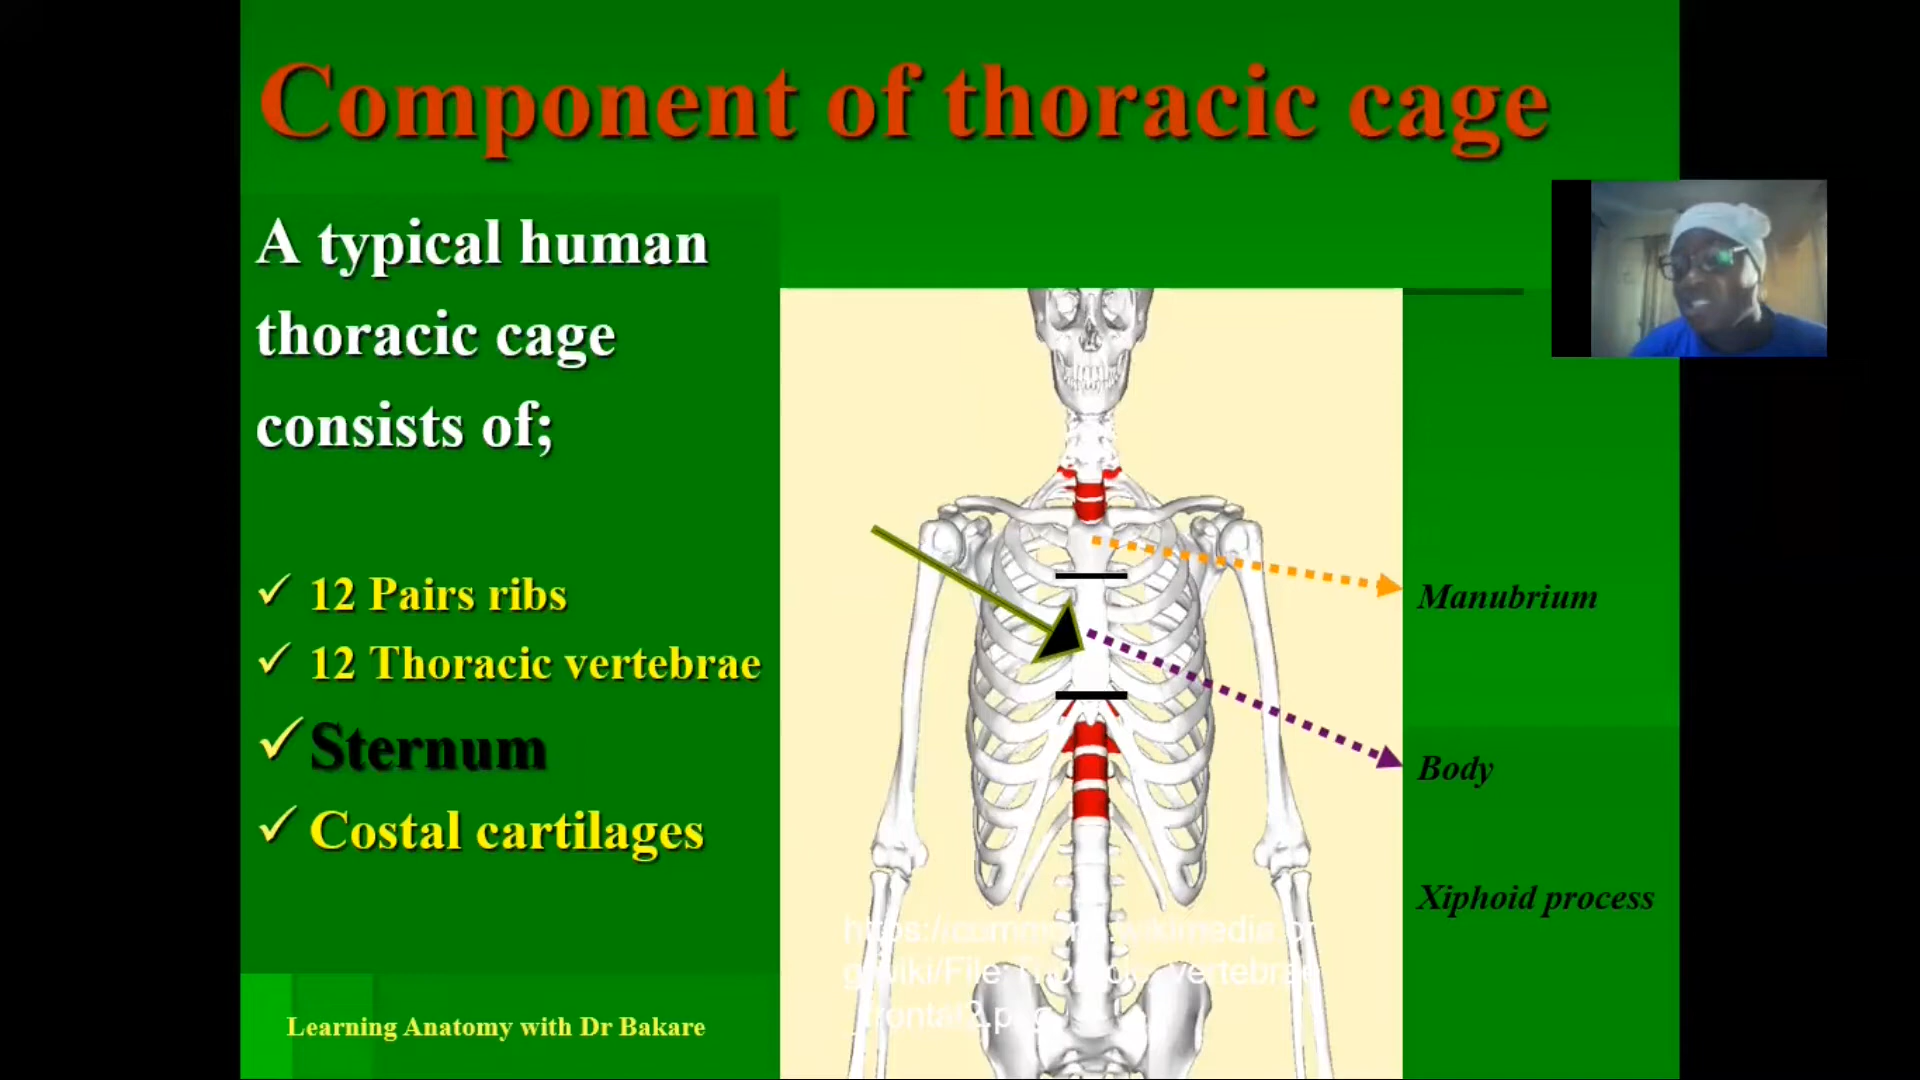 Component of thoracic cage
A typical human
thoracic cage
consists of;
✓ 12 Pairs ribs
✓ 12 Thoracic vertebrae
✓ Sternum
✓ Costal cartilages
Manubrium
Body
Xiphoid process
Learning Anatomy with Dr Bakare